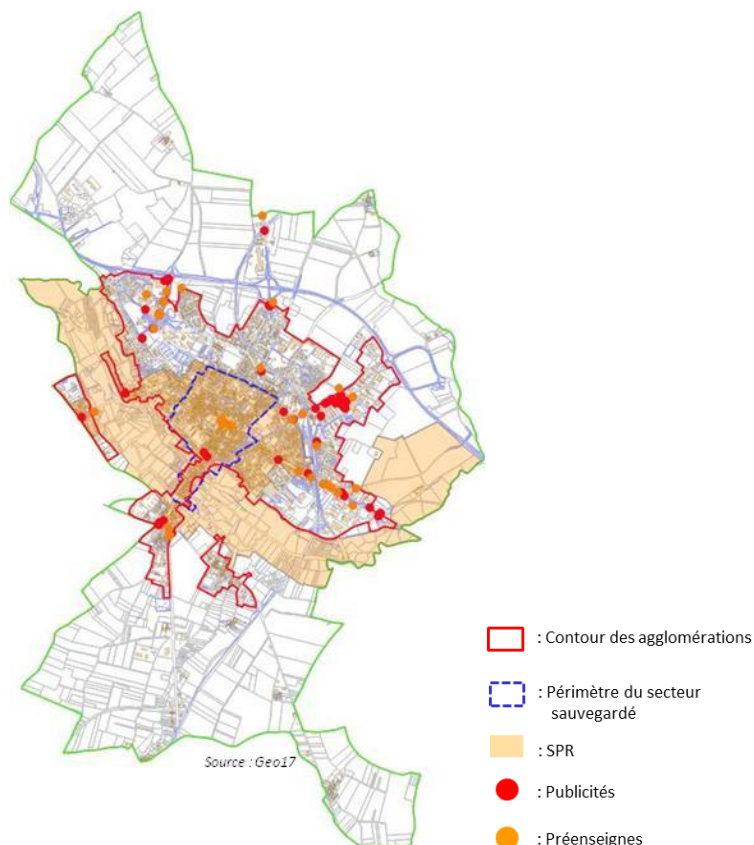 : Contour des agglomérations
: Périmètre du secteur
sauvegardé
: SPR
Source : Geo17
: Publicités
: Préenseignes